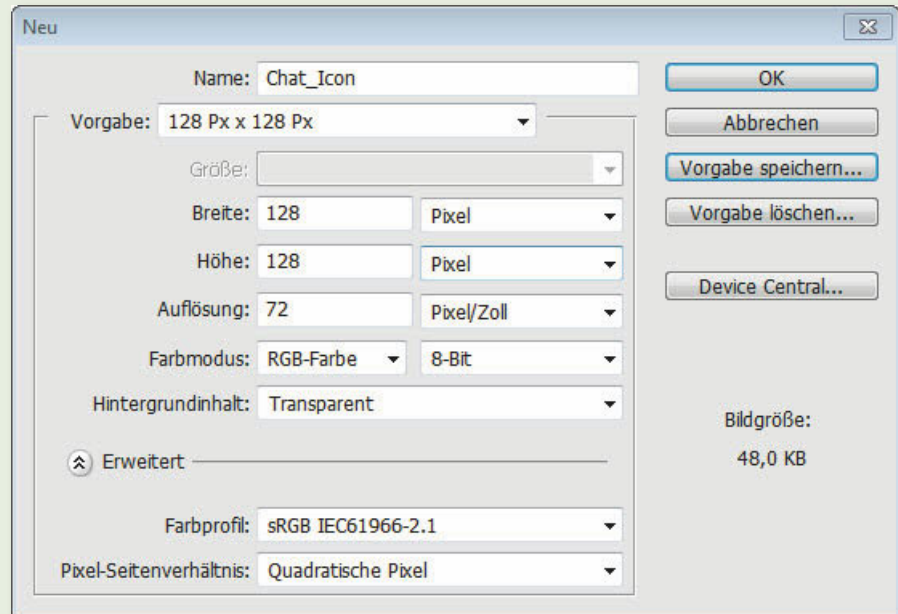 Neu
Name: Chat_Icon
OK
Vorgabe: 128 Px x 128 Px
Abbrechen
Größe:
Vorgabe speichern...
Breite: 128 Pixel
Vorgabe löschen...
Höhe: 128 Pixel
Device Central...
Auflösung: 72 Pixel/Zoll
Farbmodus: RGB-Farbe 8-Bit
Hintergrundinhalt: Transparent
Bildgröße:
48,0 KB
Erweitert
Farbprofil: sRGB IEC61966-2.1
Pixel-Seitenverhältnis: Quadratische Pixel